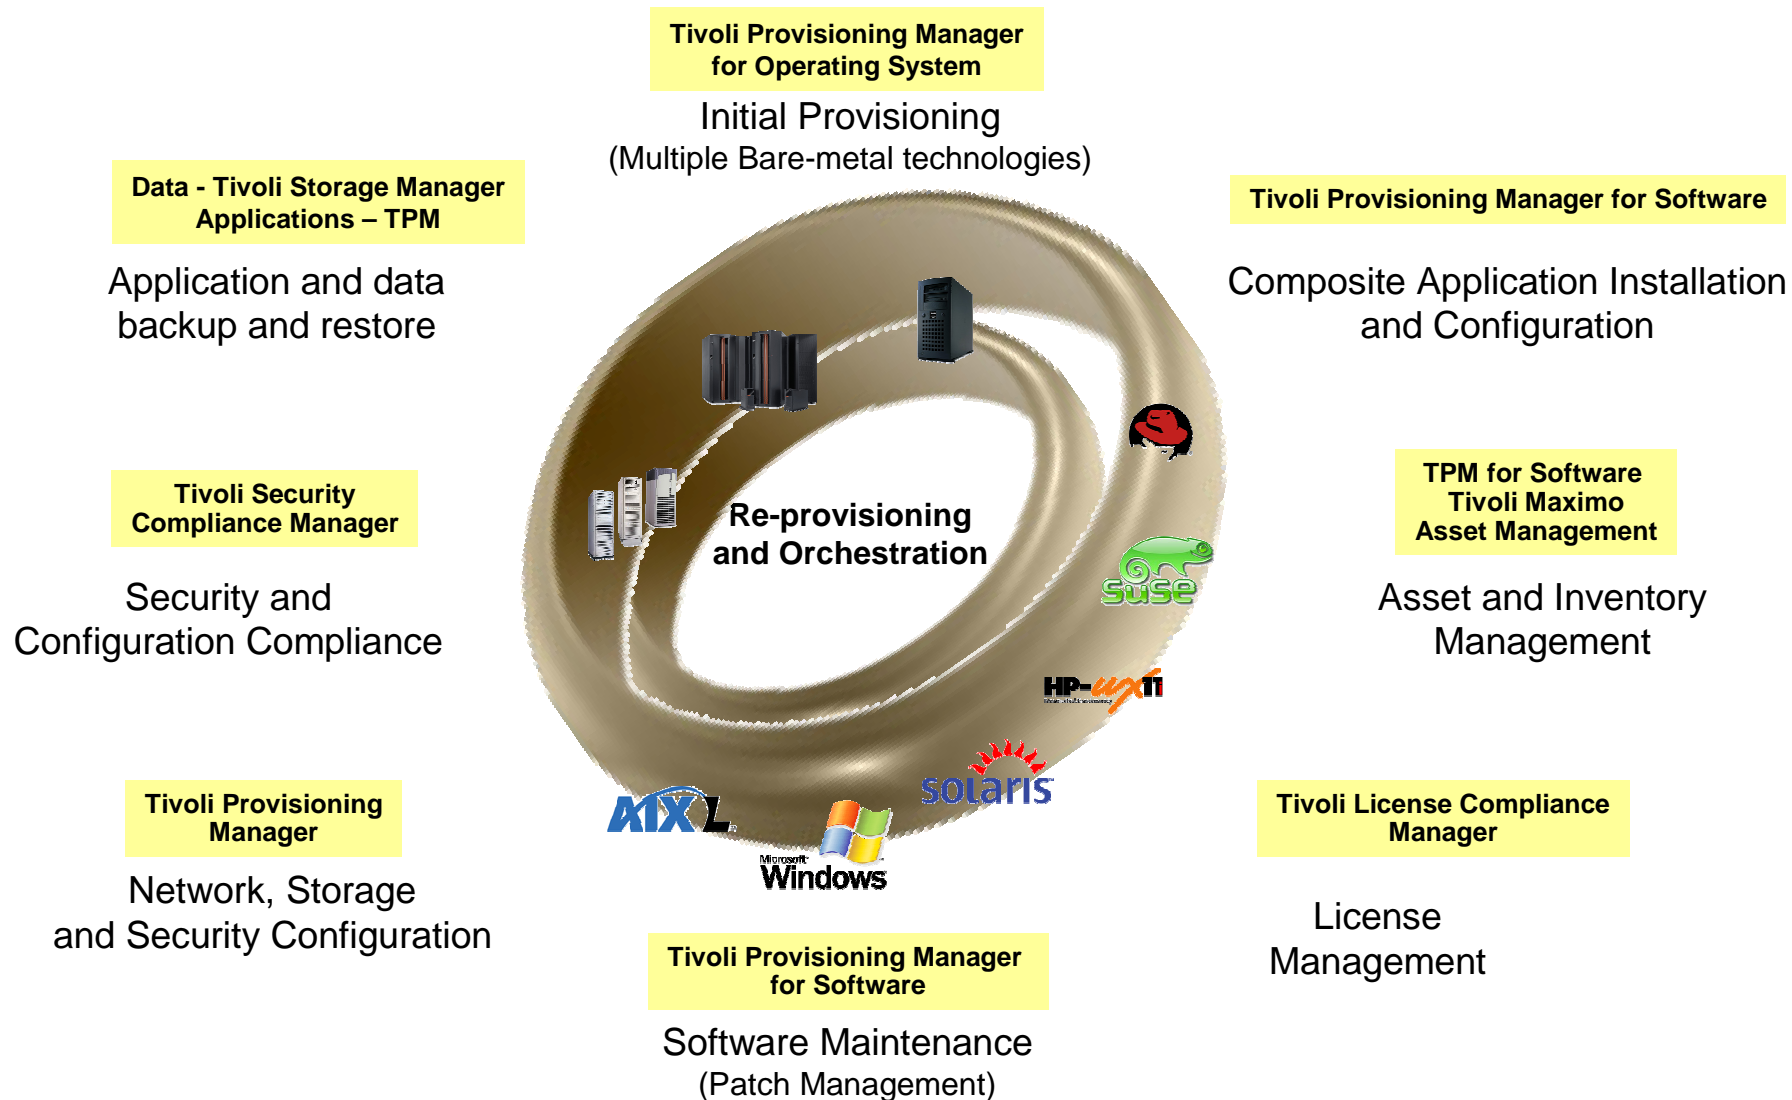 Tivoli Provisioning Manager
for Operating System
Initial Provisioning
(Multiple Bare-metal technologies)
Data - Tivoli Storage Manager
Applications – TPM
Application and data
backup and restore
Tivoli Provisioning Manager for Software
Composite Application Installation
and Configuration
Tivoli Security
Compliance Manager
Security and
Configuration Compliance
Re-provisioning
and Orchestration
TPM for Software
Tivoli Maximo
Asset Management
Asset and Inventory
Management
SUSE
HP-UX 11i
solaris
AIX L
Microsoft
Windows
Tivoli Provisioning
Manager
Network, Storage
and Security Configuration
Tivoli License Compliance
Manager
License
Management
Tivoli Provisioning Manager
for Software
Software Maintenance
(Patch Management)